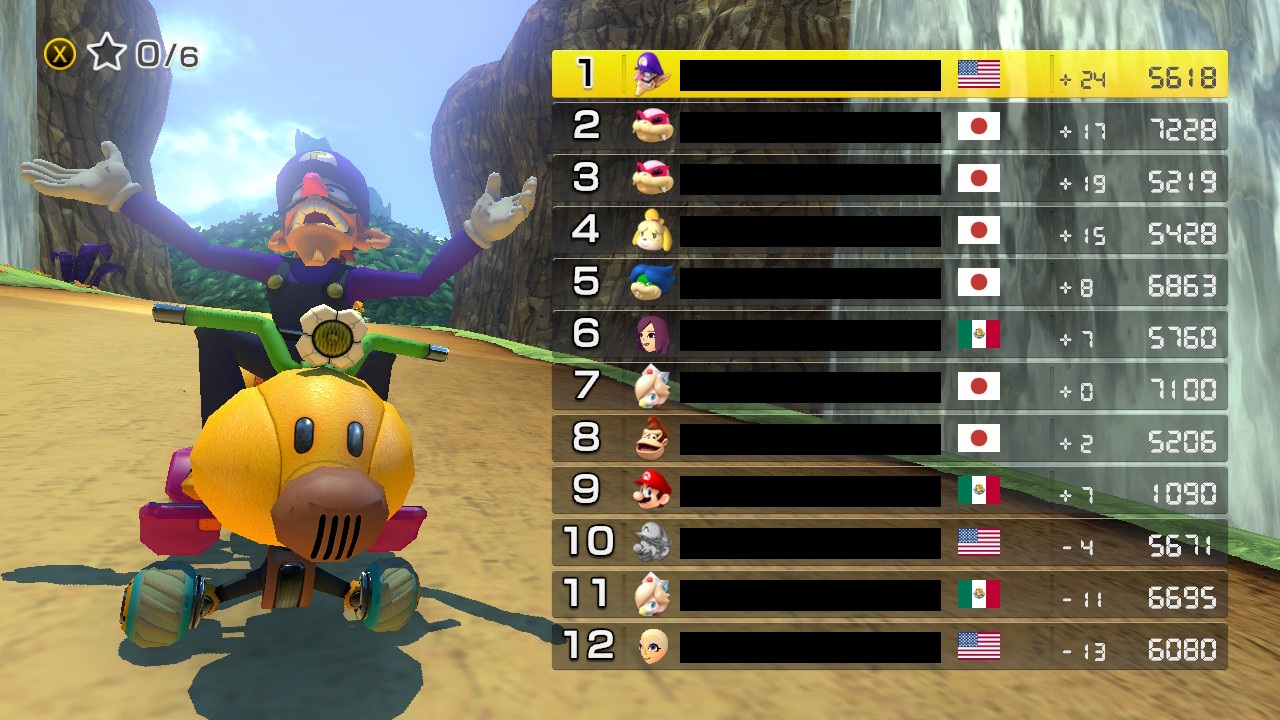 X 0/6
1 + 24 5618
2 + 17 7228
3 + 19 5219
4 + 15 5428
5 + 8 6863
6 + 7 5760
7 + 0 7100
8 + 2 5206
9 + 7 1090
10 - 4 5671
11 - 11 6695
12 - 13 6080